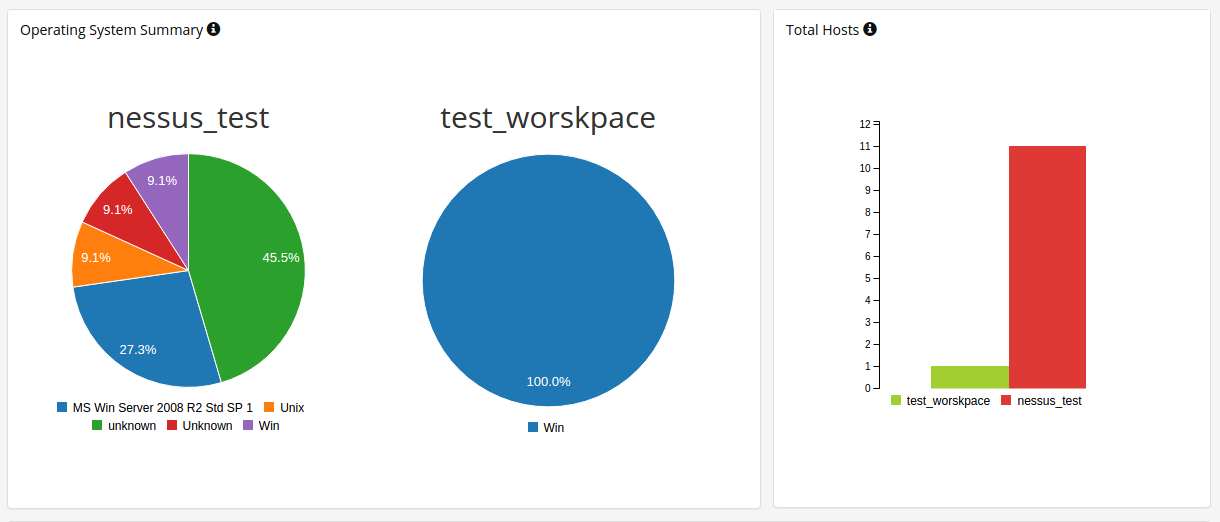 Operating System Summary
Total Hosts
nessus_test
test_worskpace
9.1%
9.1%
9.1%
45.5%
27.3%
100.0%
MS Win Server 2008 R2 Std SP 1 Unix
unknown Unknown Win
Win
12
11
10
9
8
7
6
5
4
3
2
1
0
test_worskpace nessus_test